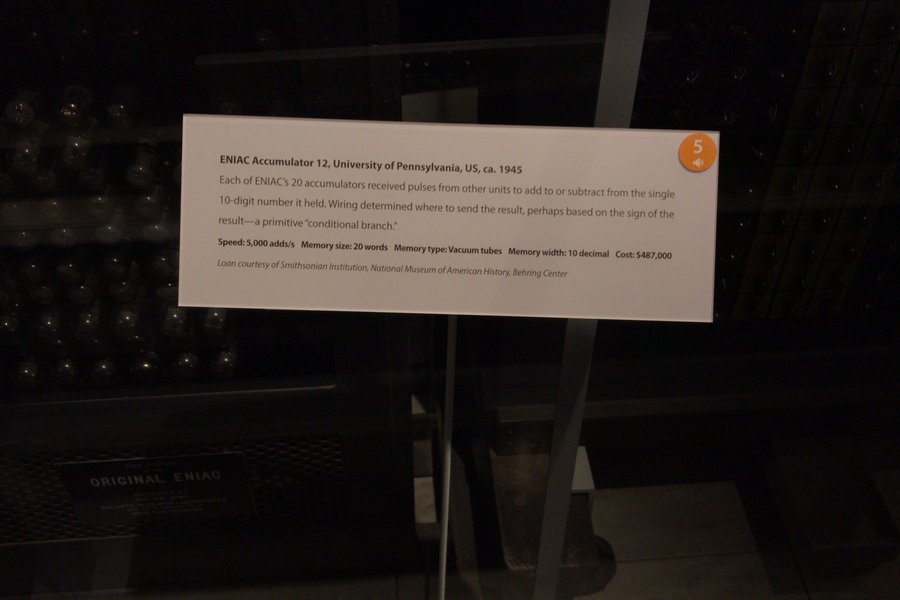 ENIAC Accumulator 12, University of Pennsylvania, US, ca. 1945
5
Each of ENIAC's 20 accumulators received pulses from other units to add to or subtract from the single
10-digit number it held. Wiring determined where to send the result, perhaps based on the sign of the
result—a primitive "conditional branch."
Speed: 5,000 adds/s Memory size: 20 words Memory type: Vacuum tubes Memory width: 10 decimal Cost: $487,000
Loan courtesy of Smithsonian Institution, National Museum of American History, Behring Center
ORIGINAL ENIAC